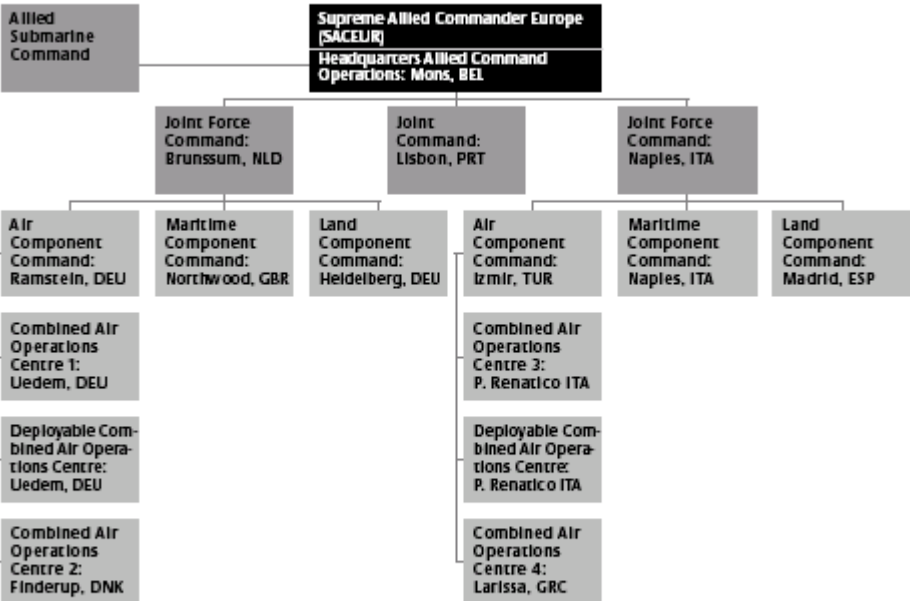 Allied
Submarine
Command
Supreme Allied Commander Europe
(SACEUR)
Headquarters Allied Command
Operations: Mons, BEL
Joint Force
Command:
Brunssum, NLD
Joint
Command:
Lisbon, PRT
Joint Force
Command:
Naples, ITA
Air
Component
Command:
Ramstein, DEU
Maritime
Component
Command:
Northwood, GBR
Land
Component
Command:
Heidelberg, DEU
Air
Component
Command:
Izmir, TUR
Maritime
Component
Command:
Naples, ITA
Land
Component
Command:
Madrid, ESP
Combined Air
Operations
Centre 1:
Uedem, DEU
Combined Air
Operations
Centre 3:
P. Renatico ITA
Deployable Com-
bined Air Opera-
tions Centre:
Uedem, DEU
Deployable Com-
bined Air Opera-
tions Centre:
P. Renatico ITA
Combined Air
Operations
Centre 2:
Finderup, DNK
Combined Air
Operations
Centre 4:
Larissa, GRC